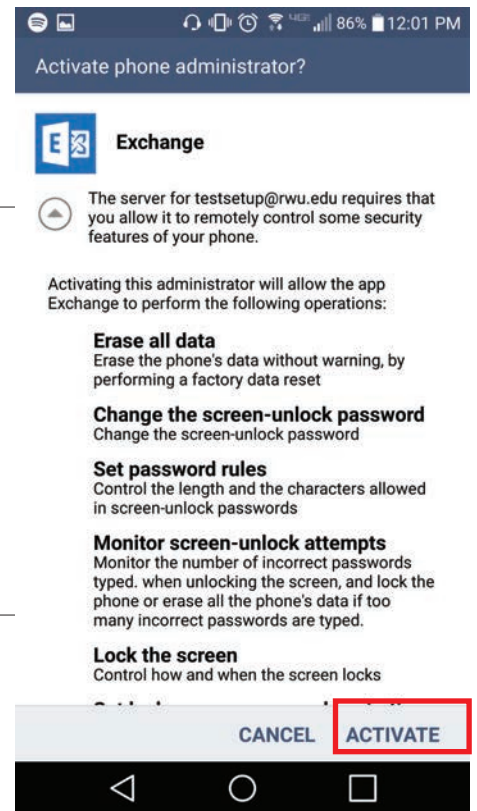 4G LTE 86% 12:01 PM
Activate phone administrator?
E
Exchange
The server for testsetup@rwu.edu requires that
you allow it to remotely control some security
features of your phone.
Activating this administrator will allow the app
Exchange to perform the following operations:
Erase all data
Erase the phone's data without warning, by
performing a factory data reset
Change the screen-unlock password
Change the screen-unlock password
Set password rules
Control the length and the characters allowed
in screen-unlock passwords
Monitor screen-unlock attempts
Monitor the number of incorrect passwords
typed. when unlocking the screen, and lock the
phone or erase all the phone's data if too
many incorrect passwords are typed.
Lock the screen
Control how and when the screen locks
CANCEL ACTIVATE